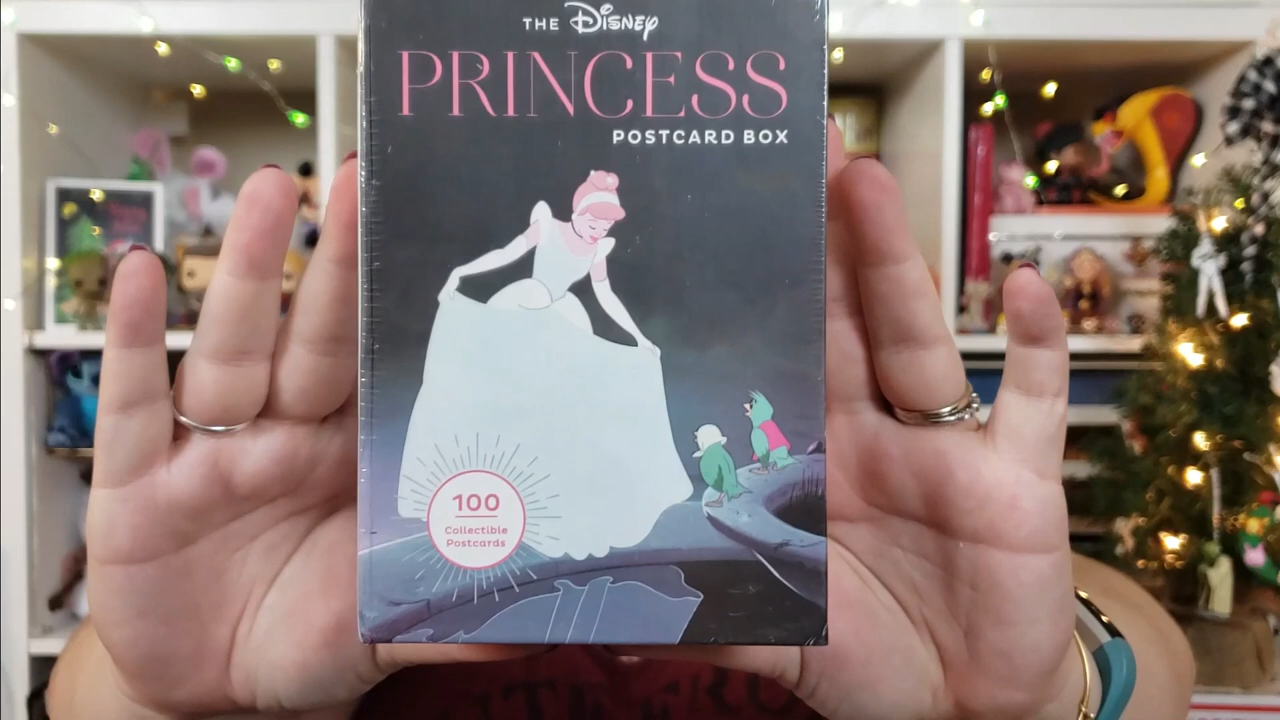 THE Disney
PRINCESS
POSTCARD BOX
100
Collectible
Postcards